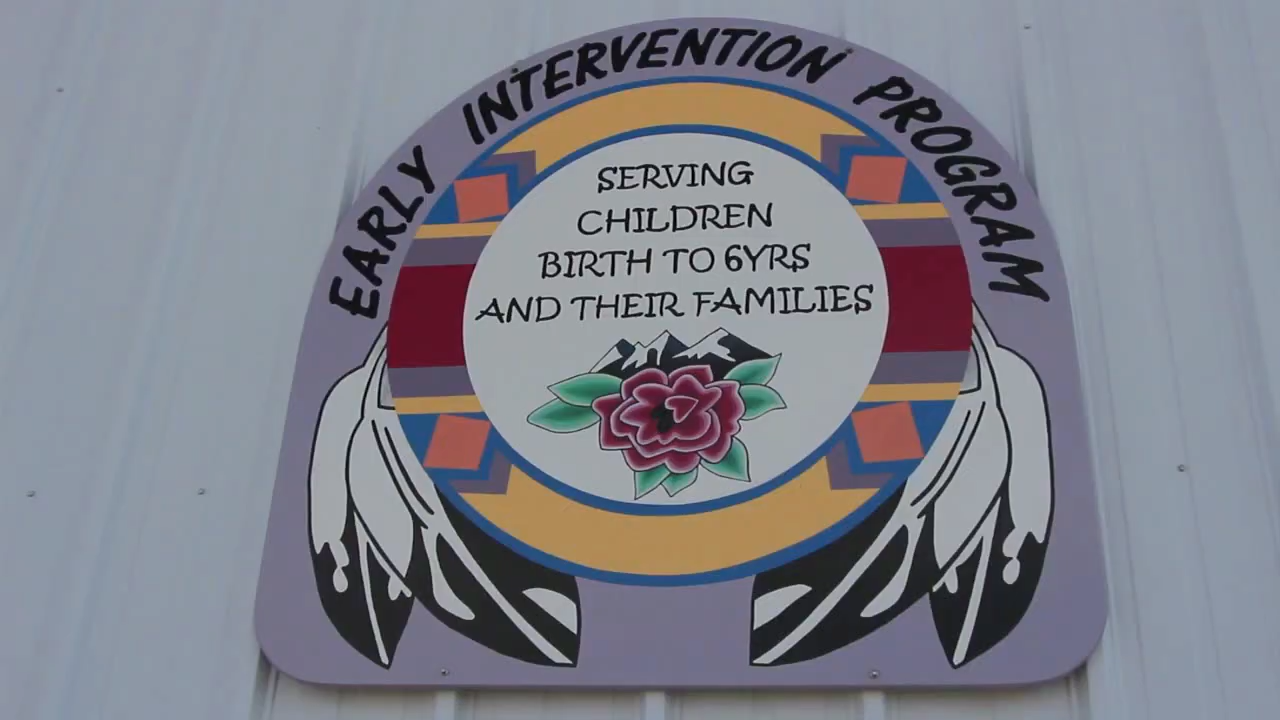 EARLY INTERVENTION PROGRAM
SERVING
CHILDREN
BIRTH TO 6YRS
AND THEIR FAMILIES